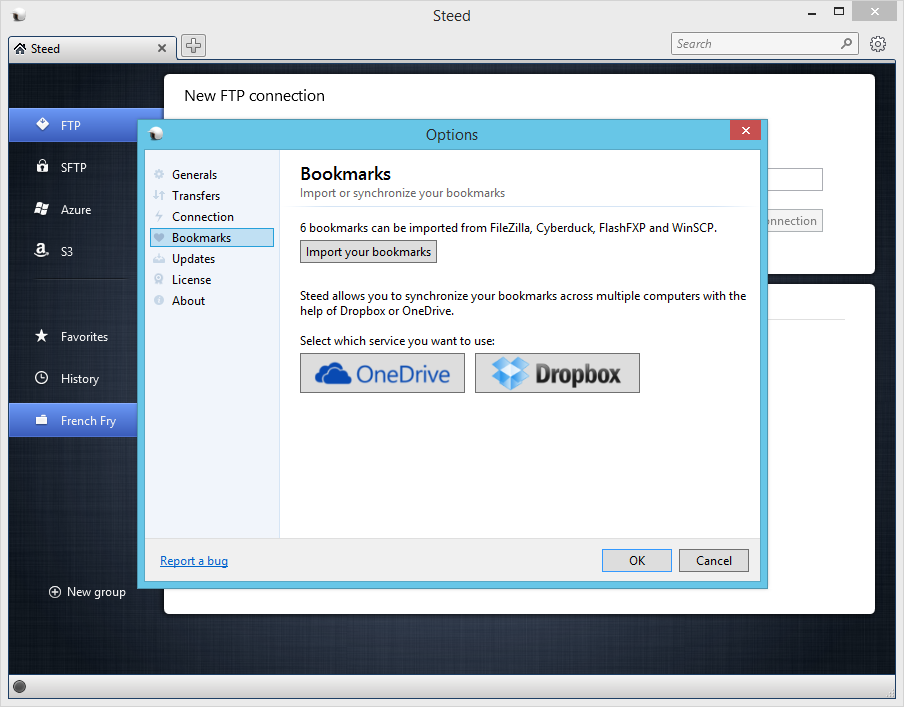 Steed
Steed
Search
New FTP connection
FTP
SFTP
Azure
S3
Favorites
History
French Fry
New group
Options
Generals
Transfers
Connection
Bookmarks
Updates
License
About
Bookmarks
Import or synchronize your bookmarks
6 bookmarks can be imported from FileZilla, Cyberduck, FlashFXP and WinSCP.
Import your bookmarks
Steed allows you to synchronize your bookmarks across multiple computers with the
help of Dropbox or OneDrive.
Select which service you want to use:
OneDrive
Dropbox
Report a bug
OK
Cancel